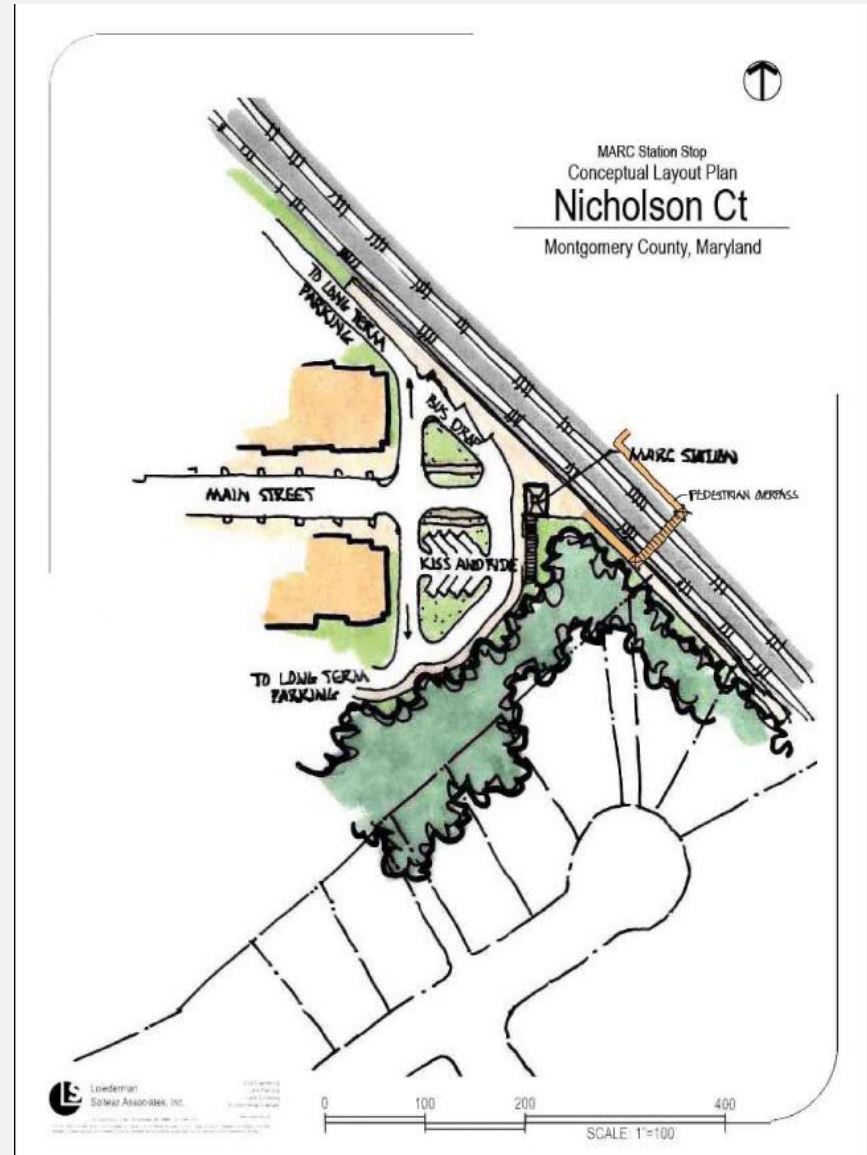 MARC Station Stop
Conceptual Layout Plan
Nicholson Ct
Montgomery County, Maryland
TO LONG TERM
PARKING
BUS DROP
MARC STATION
MAIN STREET
PEDESTRIAN OVERPASS
KISS AND RIDE
TO LONG TERM
PARKING
LS
Loiederman
Soltesz Associates, Inc.
0 100 200 400
SCALE: 1"=100'